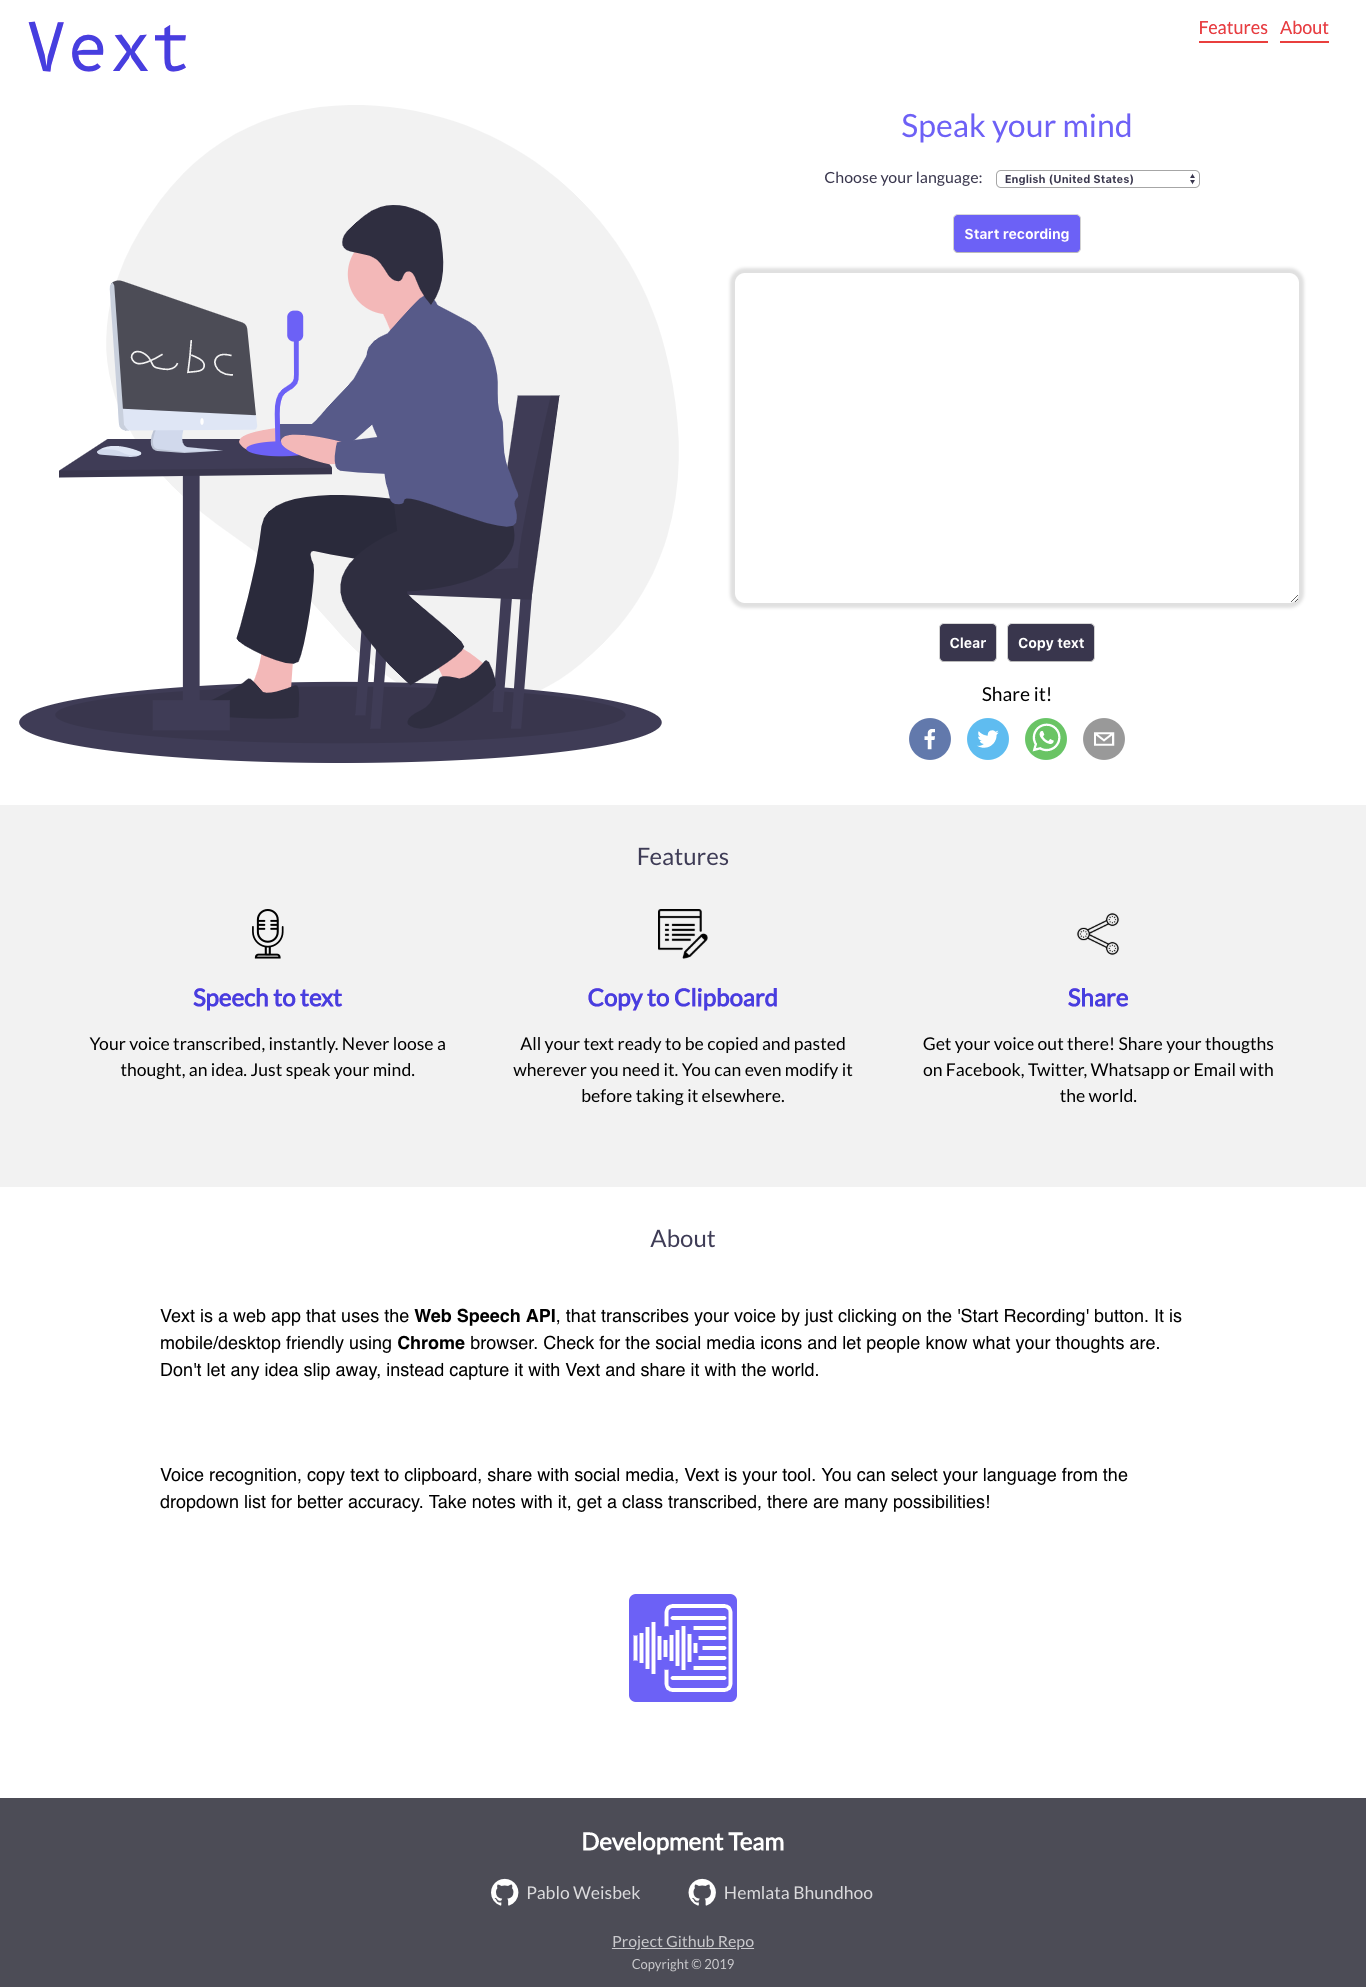 Vext
Features About
Speak your mind
Choose your language: English (United States)
Start recording
abc
Clear Copy text
Share it!
Features
Speech to text
Your voice transcribed, instantly. Never loose a
thought, an idea. Just speak your mind.
Copy to Clipboard
All your text ready to be copied and pasted
wherever you need it. You can even modify it
before taking it elsewhere.
Share
Get your voice out there! Share your thougths
on Facebook, Twitter, Whatsapp or Email with
the world.
About
Vext is a web app that uses the Web Speech API, that transcribes your voice by just clicking on the 'Start Recording' button. It is
mobile/desktop friendly using Chrome browser. Check for the social media icons and let people know what your thoughts are.
Don't let any idea slip away, instead capture it with Vext and share it with the world.
Voice recognition, copy text to clipboard, share with social media, Vext is your tool. You can select your language from the
dropdown list for better accuracy. Take notes with it, get a class transcribed, there are many possibilities!
Development Team
Pablo Weisbek Hemlata Bhundhoo
Project Github Repo
Copyright © 2019